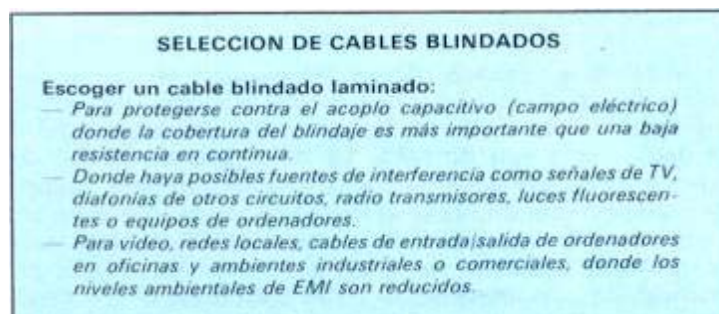 SELECCION DE CABLES BLINDADOS
Escoger un cable blindado laminado:
— Para protegerse contra el acoplo capacitivo (campo eléctrico)
donde la cobertura del blindaje es más importante que una baja
resistencia en continua.
— Donde haya posibles fuentes de interferencia como señales de TV,
diafonías de otros circuitos, radio transmisores, luces fluorescen-
tes o equipos de ordenadores.
— Para video, redes locales, cables de entrada/salida de ordenadores
en oficinas y ambientes industriales o comerciales, donde los
niveles ambientales de EMI son reducidos.